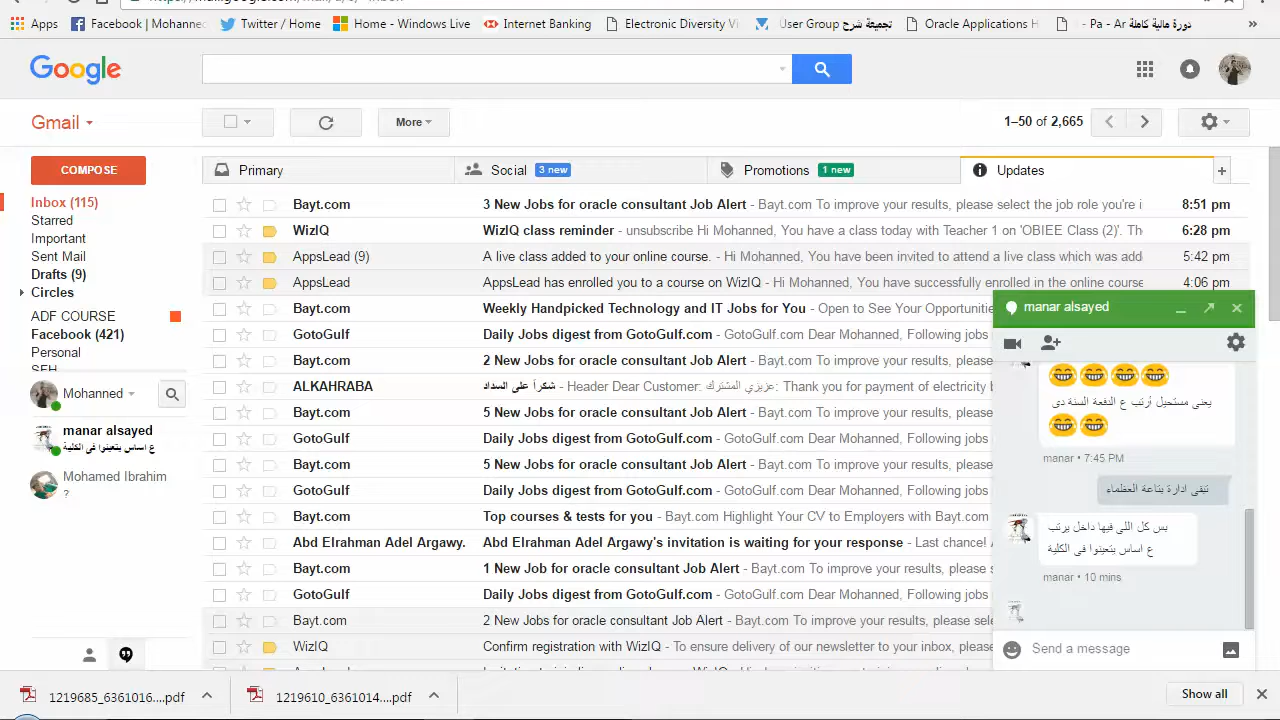 Apps
Facebook | Mohanned
Twitter / Home
Home - Windows Live
Internet Banking
Electronic Diversity
User Group تجميعة شرح
Oracle Applications
- Pa - Ar دورة مالية كاملة
»
Google
Gmail
More
1–50 of 2,665
COMPOSE
Primary
Social 3 new
Promotions 1 new
Updates
+
Inbox (115)
Starred
Important
Sent Mail
Drafts (9)
Circles
ADF COURSE
Facebook (421)
Personal
Mohanned
manar alsayed
ع اساس يتعينوا فى الكلية
Mohamed Ibrahim
?
Bayt.com 3 New Jobs for oracle consultant Job Alert - Bayt.com To improve your results, please select the job role you're i 8:51 pm
WizIQ WizIQ class reminder - unsubscribe Hi Mohanned, You have a class today with Teacher 1 on 'OBIEE Class (2)'. Th 6:28 pm
AppsLead (9) A live class added to your online course. - Hi Mohanned, You have been invited to attend a live class which was add 5:42 pm
AppsLead AppsLead has enrolled you to a course on WizIQ - Hi Mohanned, You have successfully enrolled in the online course 4:06 pm
Bayt.com Weekly Handpicked Technology and IT Jobs for You - Open to See Your Opportunities
GotoGulf Daily Jobs digest from GotoGulf.com - GotoGulf.com Dear Mohanned, Following jobs
Bayt.com 2 New Jobs for oracle consultant Job Alert - Bayt.com To improve your results, please
ALKAHRABA شكراً على السداد - Header Dear Customer: عزيزي المشترك: Thank you for payment of electricity b
Bayt.com 5 New Jobs for oracle consultant Job Alert - Bayt.com To improve your results, please
GotoGulf Daily Jobs digest from GotoGulf.com - GotoGulf.com Dear Mohanned, Following jobs
Bayt.com 5 New Jobs for oracle consultant Job Alert - Bayt.com To improve your results, please
GotoGulf Daily Jobs digest from GotoGulf.com - GotoGulf.com Dear Mohanned, Following jobs
Bayt.com Top courses & tests for you - Bayt.com Highlight Your CV to Employers with Bayt.com
Abd Elrahman Adel Argawy. Abd Elrahman Adel Argawy's invitation is waiting for your response - Last chance!
Bayt.com 1 New Job for oracle consultant Job Alert - Bayt.com To improve your results, please s
GotoGulf Daily Jobs digest from GotoGulf.com - GotoGulf.com Dear Mohanned, Following jobs
Bayt.com 2 New Jobs for oracle consultant Job Alert - Bayt.com To improve your results, please sele
WizIQ Confirm registration with WizIQ - To ensure delivery of our newsletter to your inbox, please
manar alsayed
يعنى مستحيل أرتب ع الدفعة السنة دى
manar • 7:45 PM
تبقى ادارة بتاعة العظماء
بس كل اللي فيها داخل يرتب
ع اساس يتعينوا فى الكلية
manar • 10 mins
Send a message
1219685_6361016....pdf
1219610_6361014....pdf
Show all